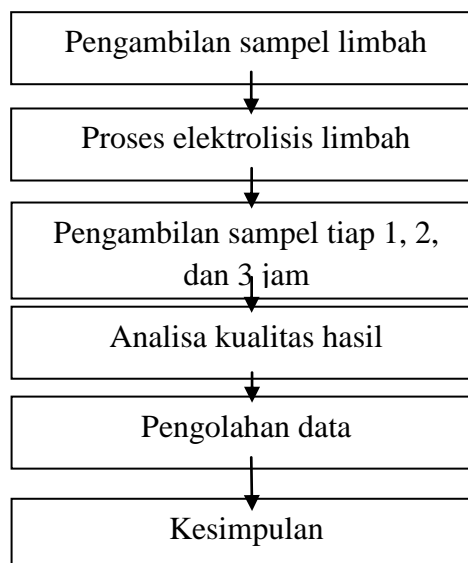 Pengambilan sampel limbah
Proses elektrolisis limbah
Pengambilan sampel tiap 1, 2,
dan 3 jam
Analisa kualitas hasil
Pengolahan data
Kesimpulan